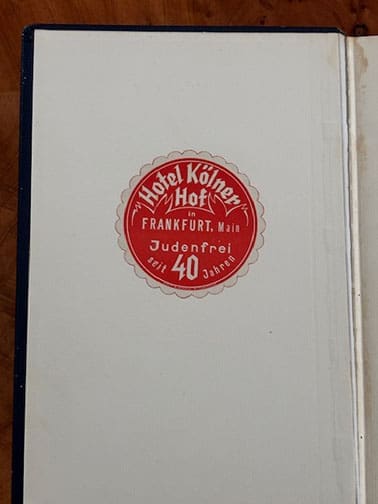 Hotel Kölner
Hof
in
FRANKFURT, Main
Judenfrei
seit 40 Jahren